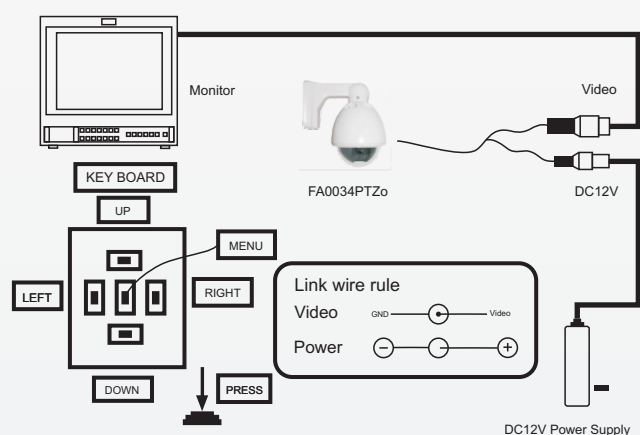 Monitor
Video
FA0034PTZo
DC12V
KEY BOARD
UP
MENU
LEFT
RIGHT
DOWN
PRESS
Link wire rule
Video GND Video
Power − +
DC12V Power Supply